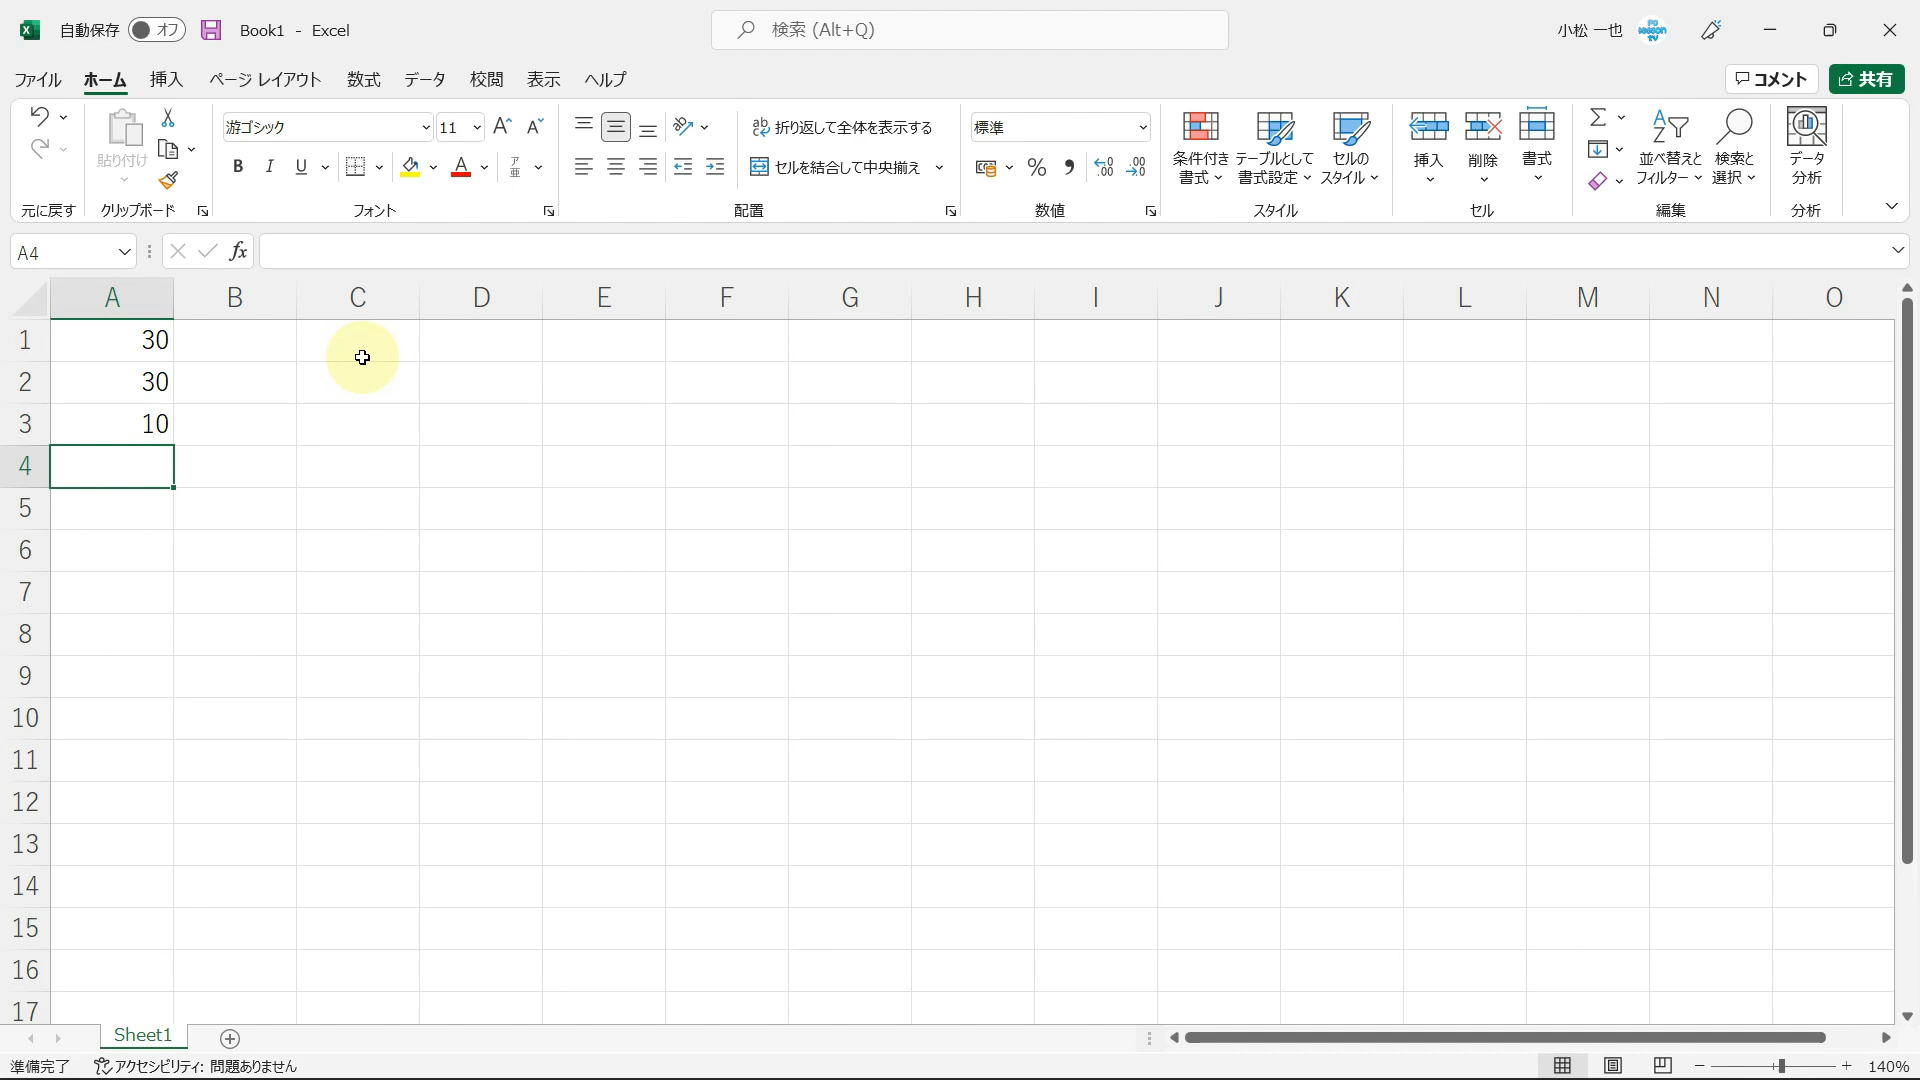 自動保存 オフ Book1 - Excel 検索 (Alt+Q) 小松 一也
ファイル ホーム 挿入 ページ レイアウト 数式 データ 校閲 表示 ヘルプ コメント 共有
游ゴシック 11 折り返して全体を表示する 標準
貼り付け B I U A ア亜 セルを結合して中央揃え % 条件付き書式 テーブルとして書式設定 セルのスタイル 挿入 削除 書式 並べ替えとフィルター 検索と選択 データ分析
元に戻す クリップボード フォント 配置 数値 スタイル セル 編集 分析
A4 fx
A B C D E F G H I J K L M N O
1 30
2 30
3 10
4
5
6
7
8
9
10
11
12
13
14
15
16
17
Sheet1
準備完了 アクセシビリティ: 問題ありません 140%